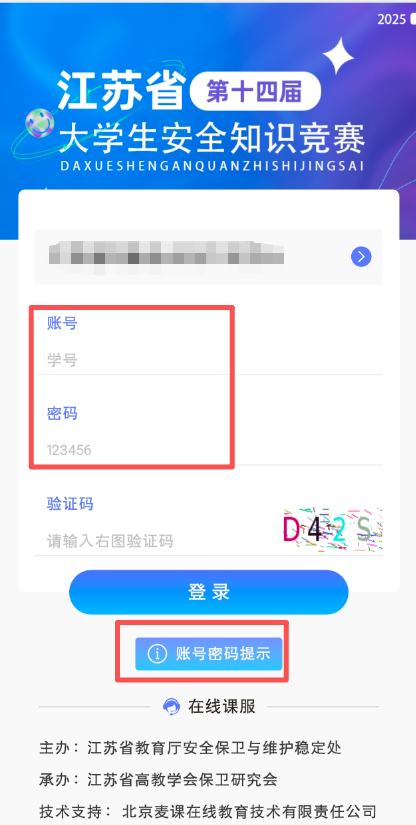 2025
江苏省 第十四届
大学生安全知识竞赛
DAXUESHENGANQUANZHISHIJINGSAI
账号
学号
密码
123456
验证码
请输入右图验证码
D42S
登录
账号密码提示
在线课服
主办：江苏省教育厅安全保卫与维护稳定处
承办：江苏省高教学会保卫研究会
技术支持： 北京麦课在线教育技术有限责任公司